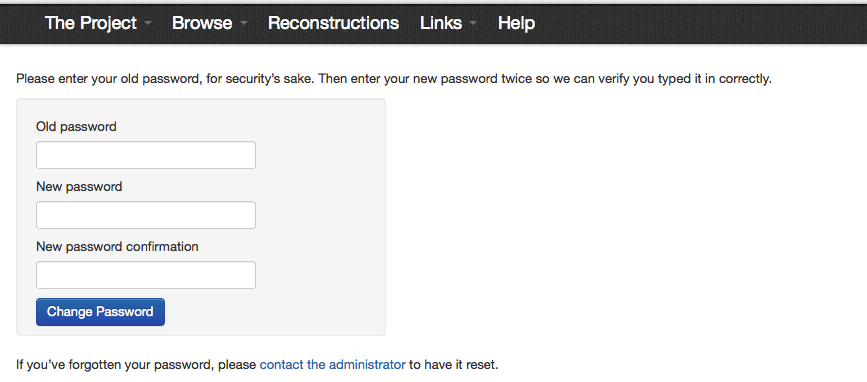 The Project Browse Reconstructions Links Help
Please enter your old password, for security’s sake. Then enter your new password twice so we can verify you typed it in correctly.
Old password
New password
New password confirmation
Change Password
If you’ve forgotten your password, please contact the administrator to have it reset.